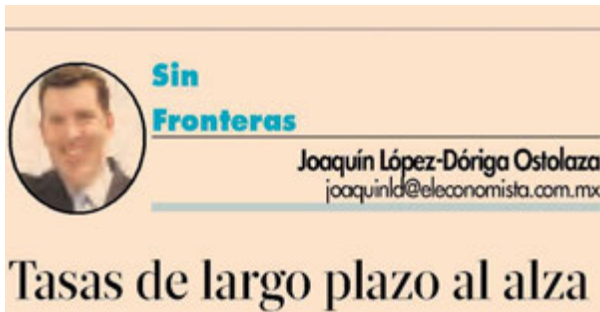 Sin
Fronteras
Joaquín López-Dóriga Ostolaza
joaquinld@eleconomista.com.mx
Tasas de largo plazo al alza